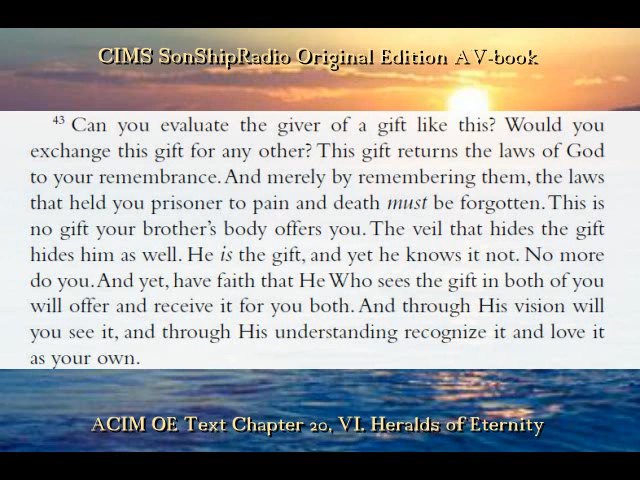 CIMS SonShipRadio Original Edition AV-book
43 Can you evaluate the giver of a gift like this? Would you
exchange this gift for any other? This gift returns the laws of God
to your remembrance. And merely by remembering them, the laws
that held you prisoner to pain and death must be forgotten. This is
no gift your brother’s body offers you. The veil that hides the gift
hides him as well. He is the gift, and yet he knows it not. No more
do you. And yet, have faith that He Who sees the gift in both of you
will offer and receive it for you both. And through His vision will
you see it, and through His understanding recognize it and love it
as your own.
ACIM OE Text Chapter 20, VI. Heralds of Eternity